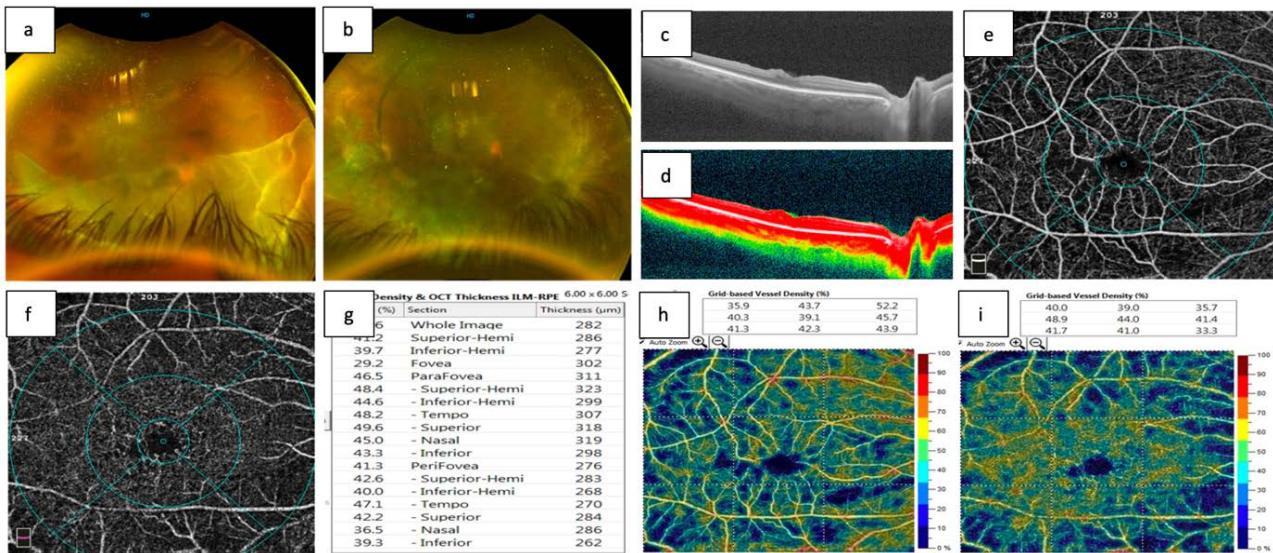 a
HD
b
HD
c
d
e
203
227
f
203
227
g
Density & OCT Thickness ILM-RPE 6.00 x 6.00 S
(%) Section Thickness (µm)
Whole Image 282
41.2 Superior-Hemi 286
39.7 Inferior-Hemi 277
29.2 Fovea 302
46.5 ParaFovea 311
48.4 - Superior-Hemi 323
44.6 - Inferior-Hemi 299
48.2 - Tempo 307
49.6 - Superior 318
45.0 - Nasal 319
43.3 - Inferior 298
41.3 PeriFovea 276
42.6 - Superior-Hemi 283
40.0 - Inferior-Hemi 268
47.1 - Tempo 270
42.2 - Superior 284
36.5 - Nasal 286
39.3 - Inferior 262
h
Grid-based Vessel Density (%)
35.9 43.7 52.2
40.3 39.1 45.7
41.3 42.3 43.9
Auto Zoom
100
90
80
70
60
50
40
30
20
10
0 %
i
Grid-based Vessel Density (%)
40.0 39.0 35.7
48.9 44.0 41.4
41.7 41.0 33.3
Auto Zoom
100
90
80
70
60
50
40
30
20
10
0 %